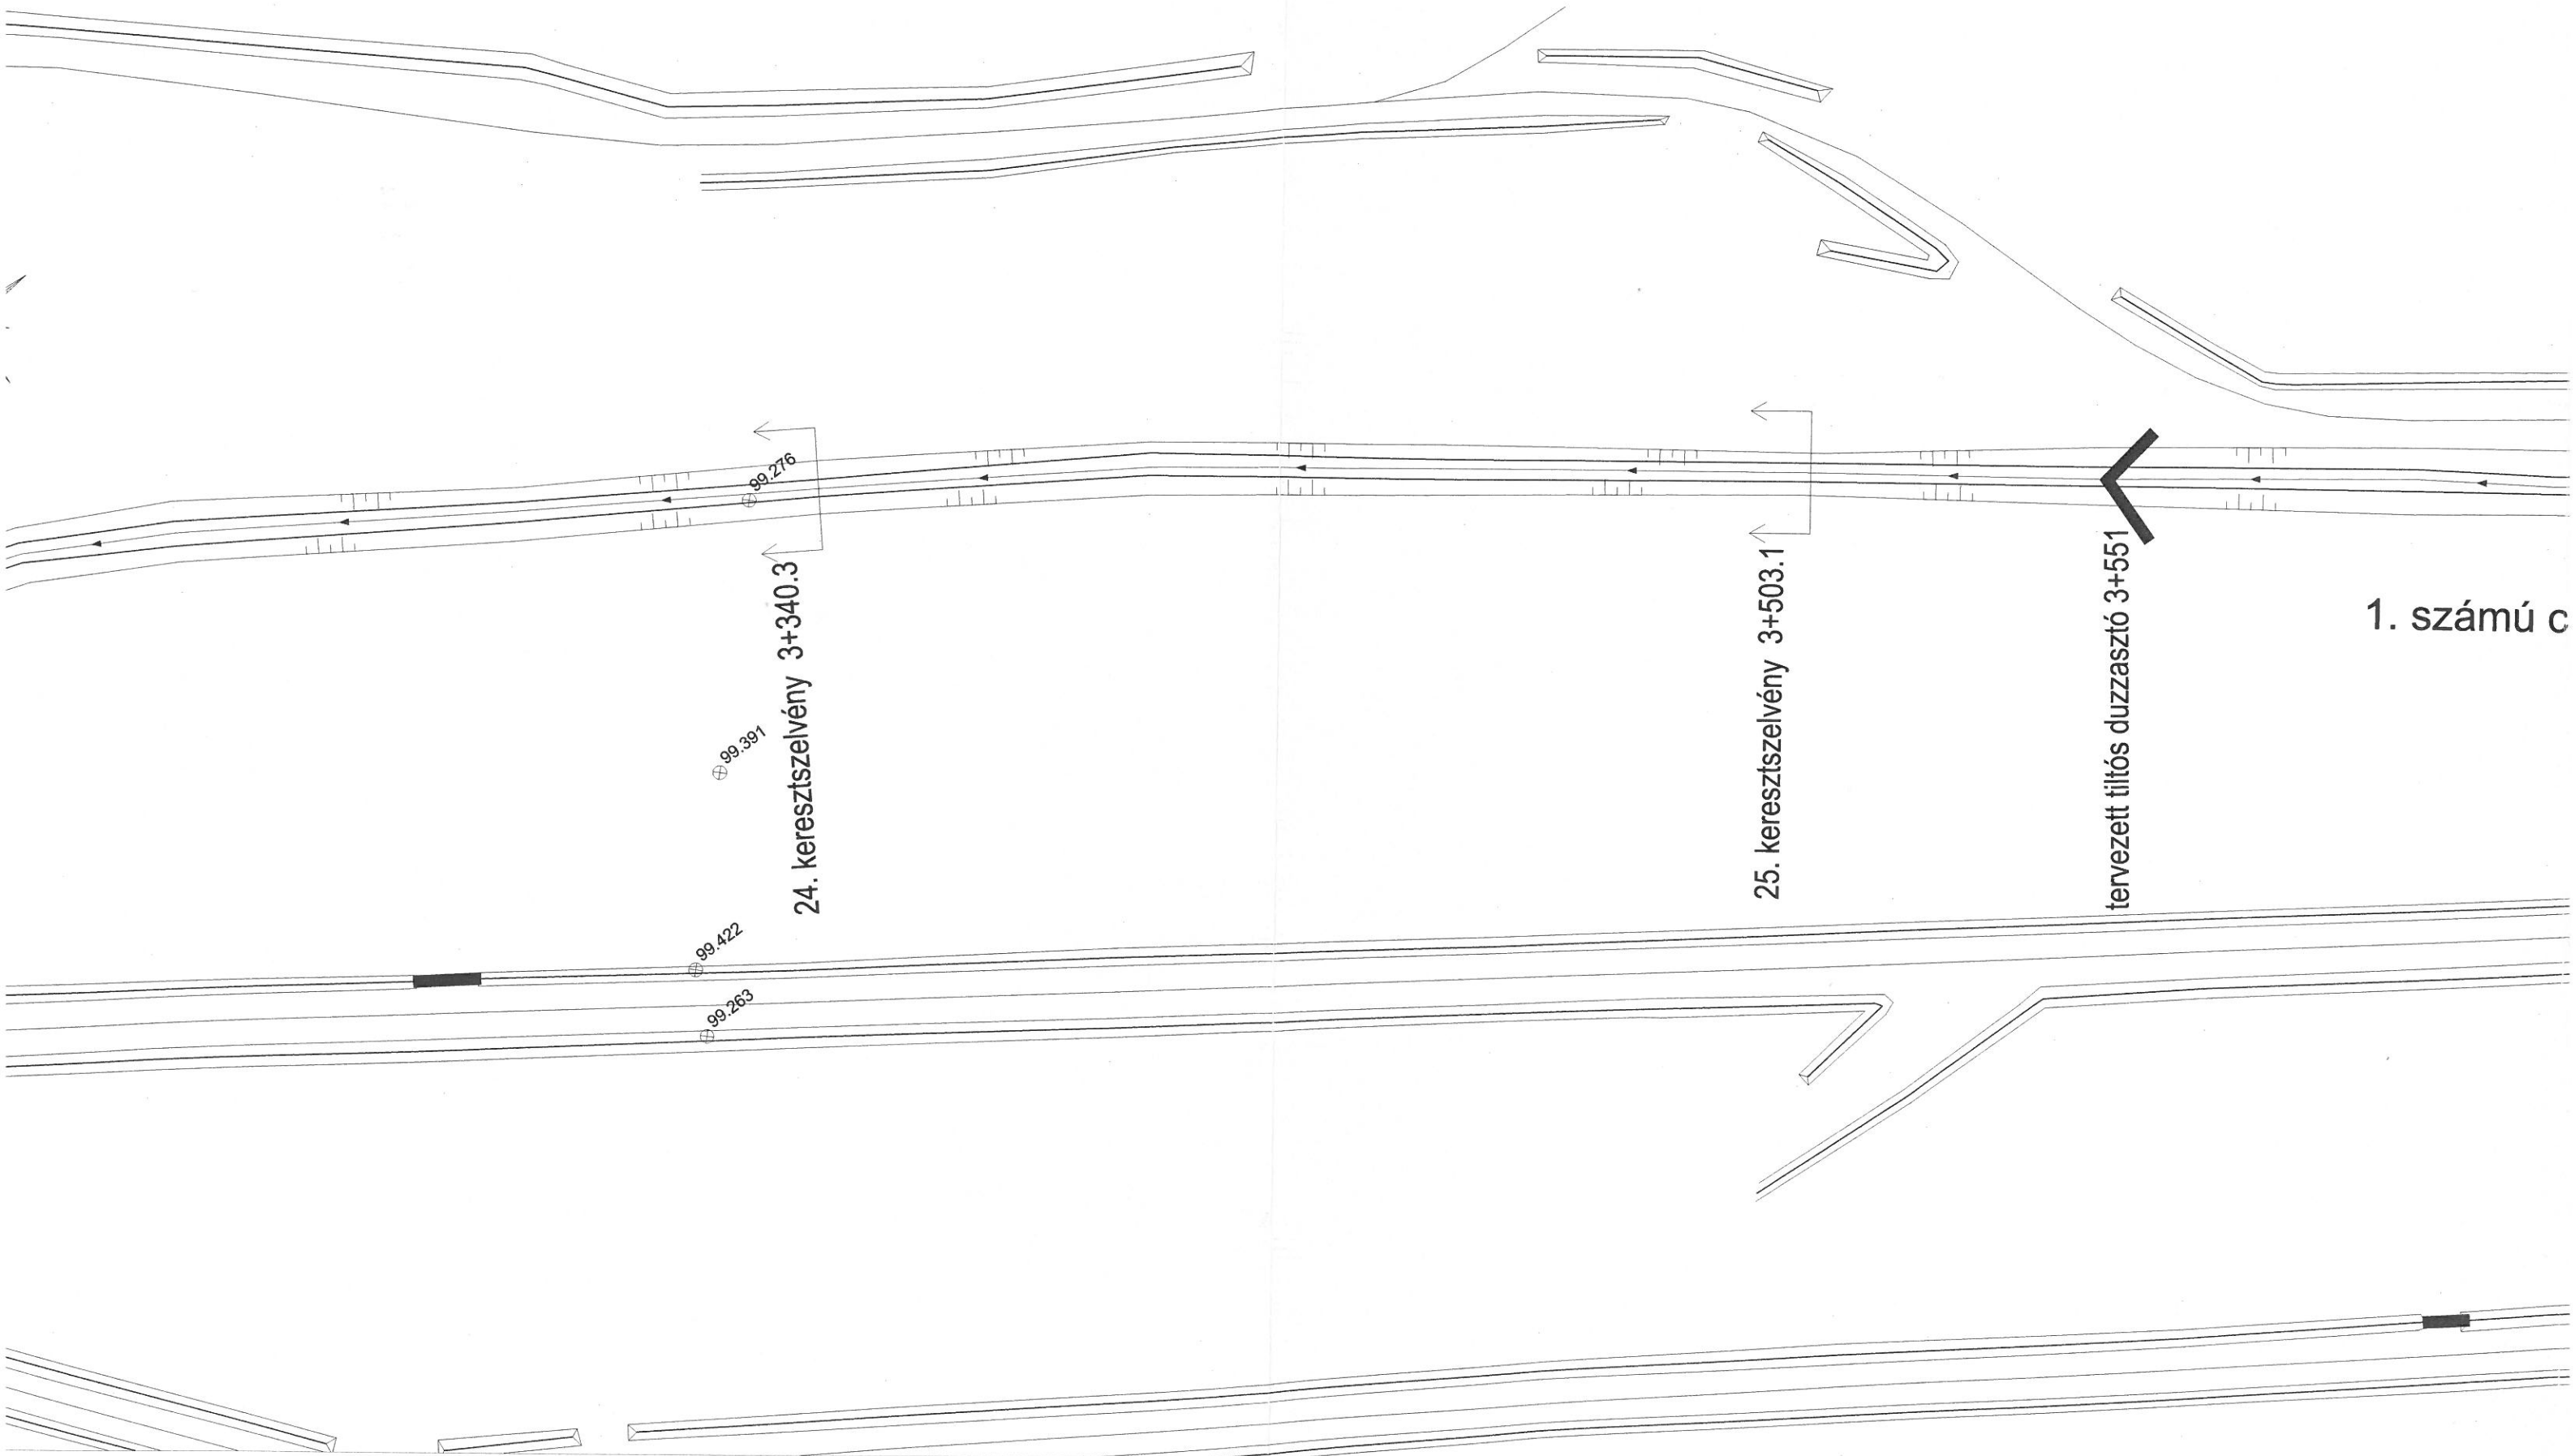 99.276
24. keresztszelvény 3+340.3
25. keresztszelvény 3+503.1
tervezett tiltós duzzasztó 3+551
1. számú c
99.391
99.422
99.263